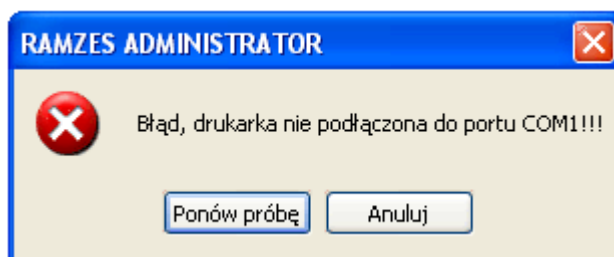 RAMZES ADMINISTRATOR
Błąd, drukarka nie podłączona do portu COM1!!!
Ponów próbę
Anuluj